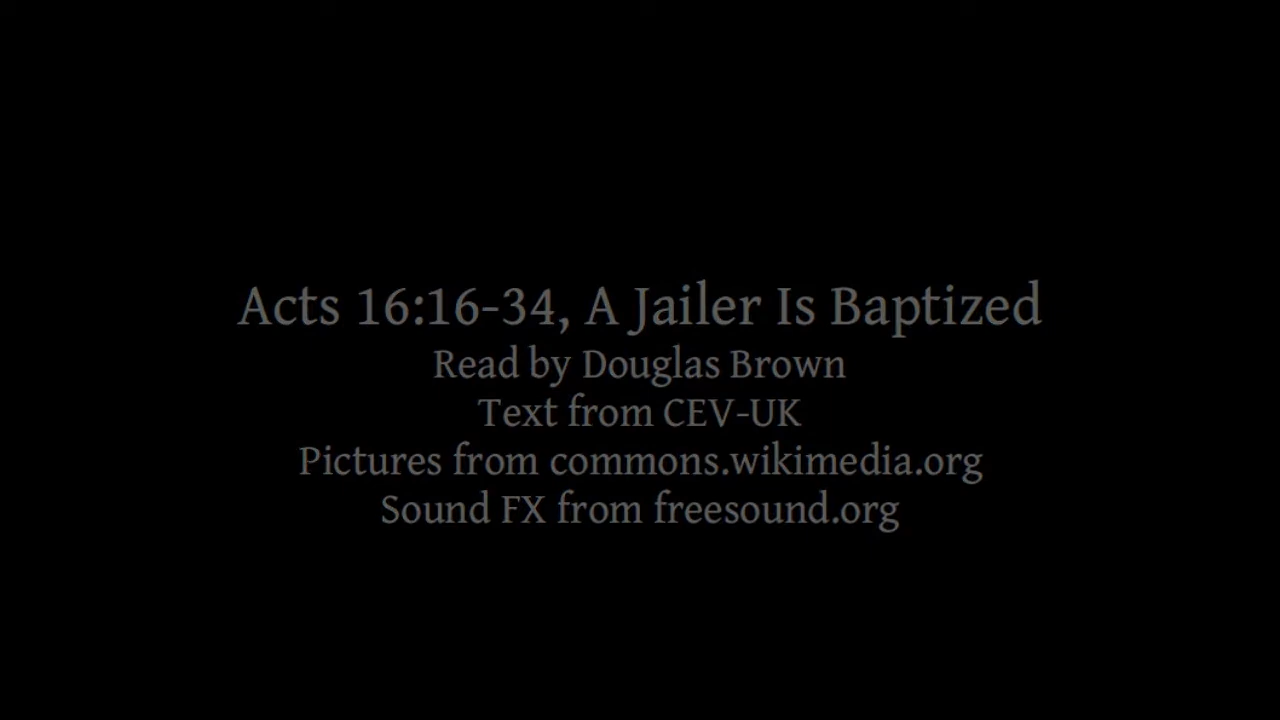 Acts 16:16-34, A Jailer Is Baptized
Read by Douglas Brown
Text from CEV-UK
Pictures from commons.wikimedia.org
Sound FX from freesound.org